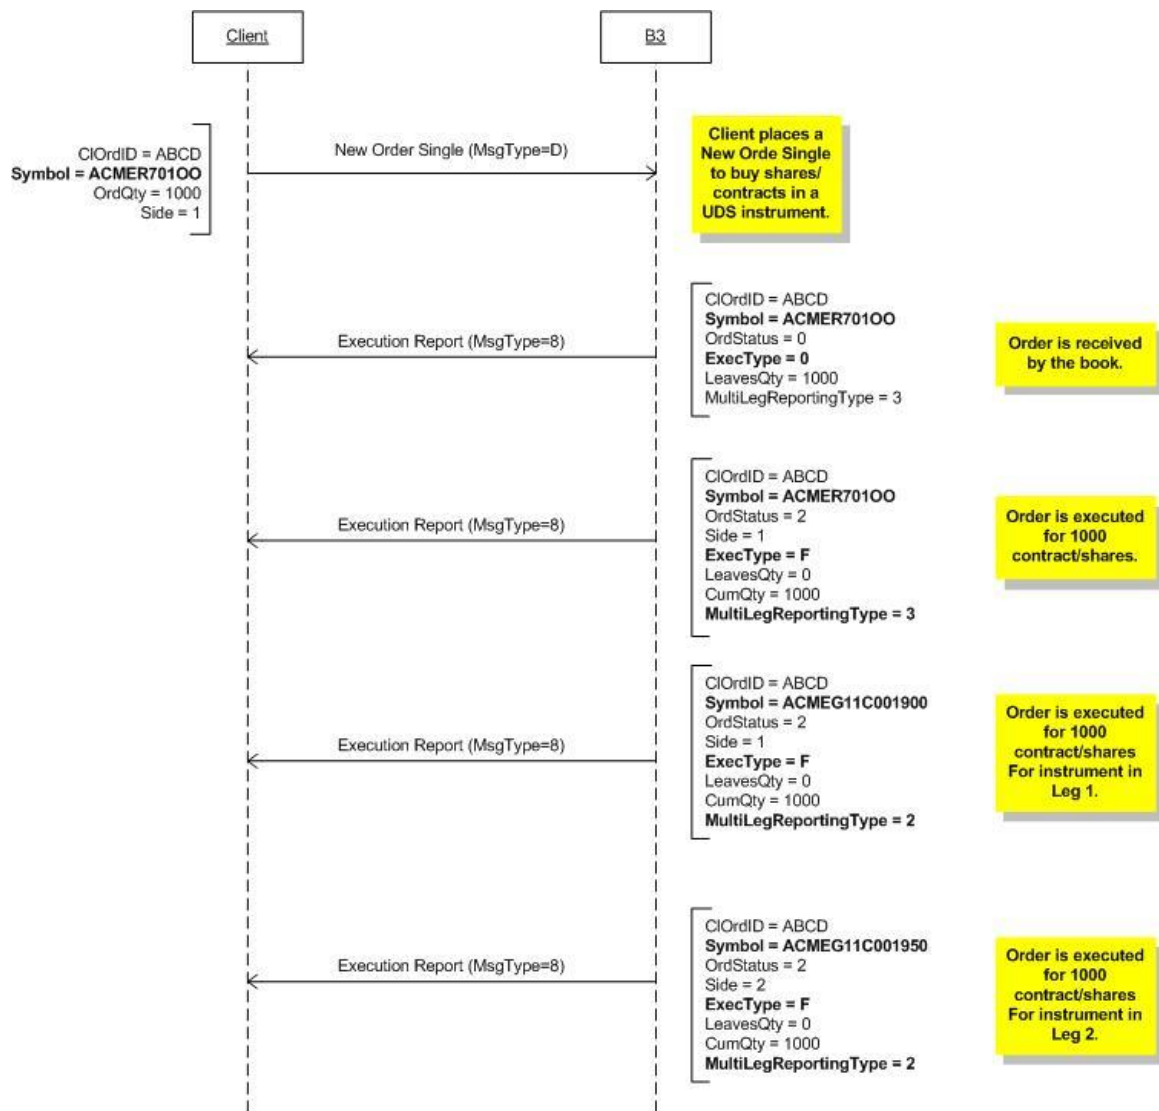 Client
B3
ClOrdID = ABCD
Symbol = ACMER701OO
OrdQty = 1000
Side = 1
New Order Single (MsgType=D)
Client places a
New Orde Single
to buy shares/
contracts in a
UDS instrument.
Execution Report (MsgType=8)
ClOrdID = ABCD
Symbol = ACMER701OO
OrdStatus = 0
ExecType = 0
LeavesQty = 1000
MultiLegReportingType = 3
Order is received
by the book.
Execution Report (MsgType=8)
ClOrdID = ABCD
Symbol = ACMER701OO
OrdStatus = 2
Side = 1
ExecType = F
LeavesQty = 0
CumQty = 1000
MultiLegReportingType = 3
Order is executed
for 1000
contract/shares.
Execution Report (MsgType=8)
ClOrdID = ABCD
Symbol = ACMEG11C001900
OrdStatus = 2
Side = 1
ExecType = F
LeavesQty = 0
CumQty = 1000
MultiLegReportingType = 2
Order is executed
for 1000
contract/shares
For instrument in
Leg 1.
Execution Report (MsgType=8)
ClOrdID = ABCD
Symbol = ACMEG11C001950
OrdStatus = 2
Side = 2
ExecType = F
LeavesQty = 0
CumQty = 1000
MultiLegReportingType = 2
Order is executed
for 1000
contract/shares
For instrument in
Leg 2.